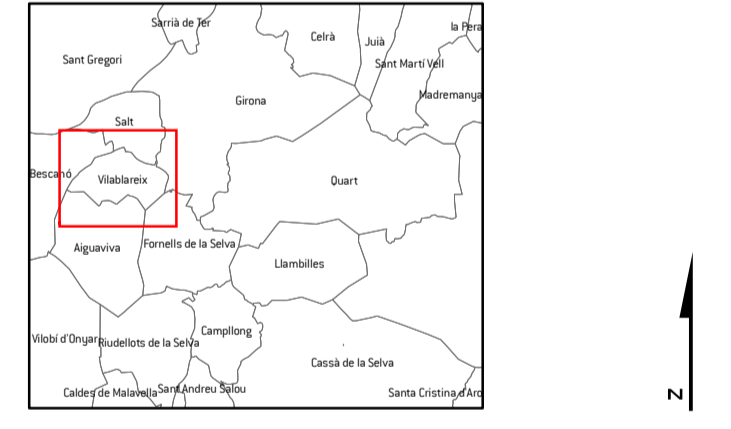 Sarrià de Ter
la Pera
Celrà
Juià
Sant Gregori
Sant Martí Vell
Madremanya
Girona
Salt
Bescanó
Vilablareix
Quart
Aiguaviva
Fornells de la Selva
Llambilles
Vilobí d'Onyar
Riudellots de la Selva
Campllong
Cassà de la Selva
Caldes de Malavella
Sant Andreu Salou
Santa Cristina d'Aro
N